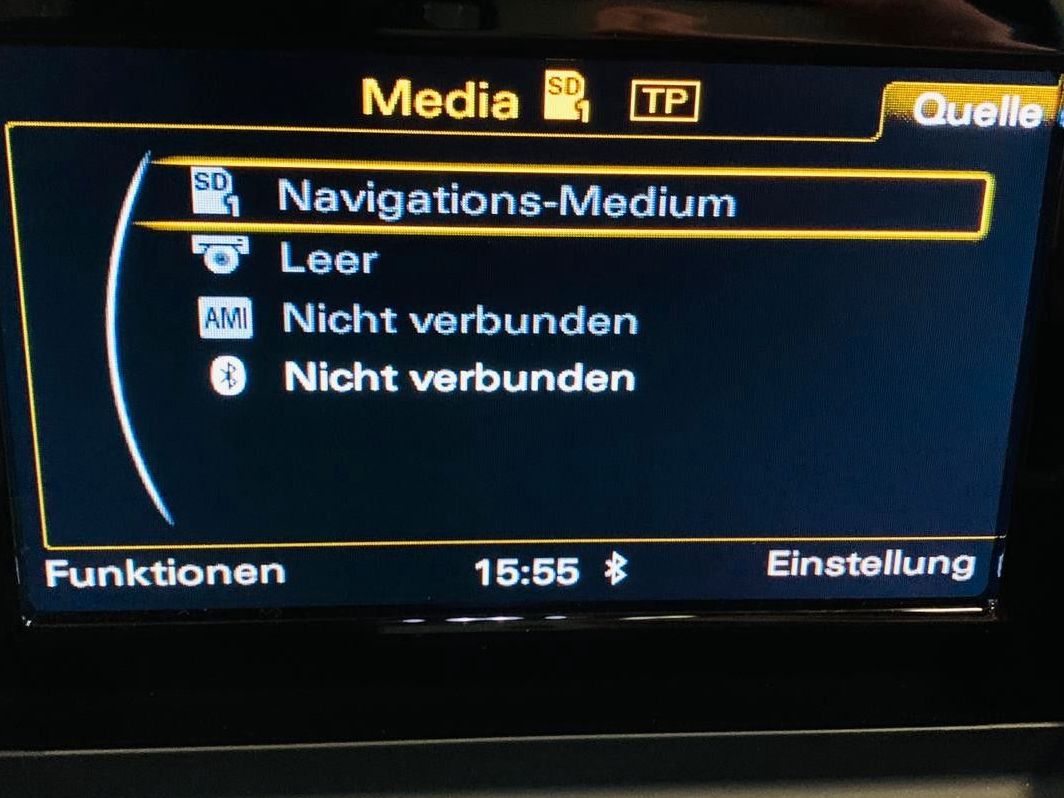 Media SD 1 TP Quelle
SD 1 Navigations-Medium
Leer
AMI Nicht verbunden
Nicht verbunden
Funktionen 15:55 Einstellung